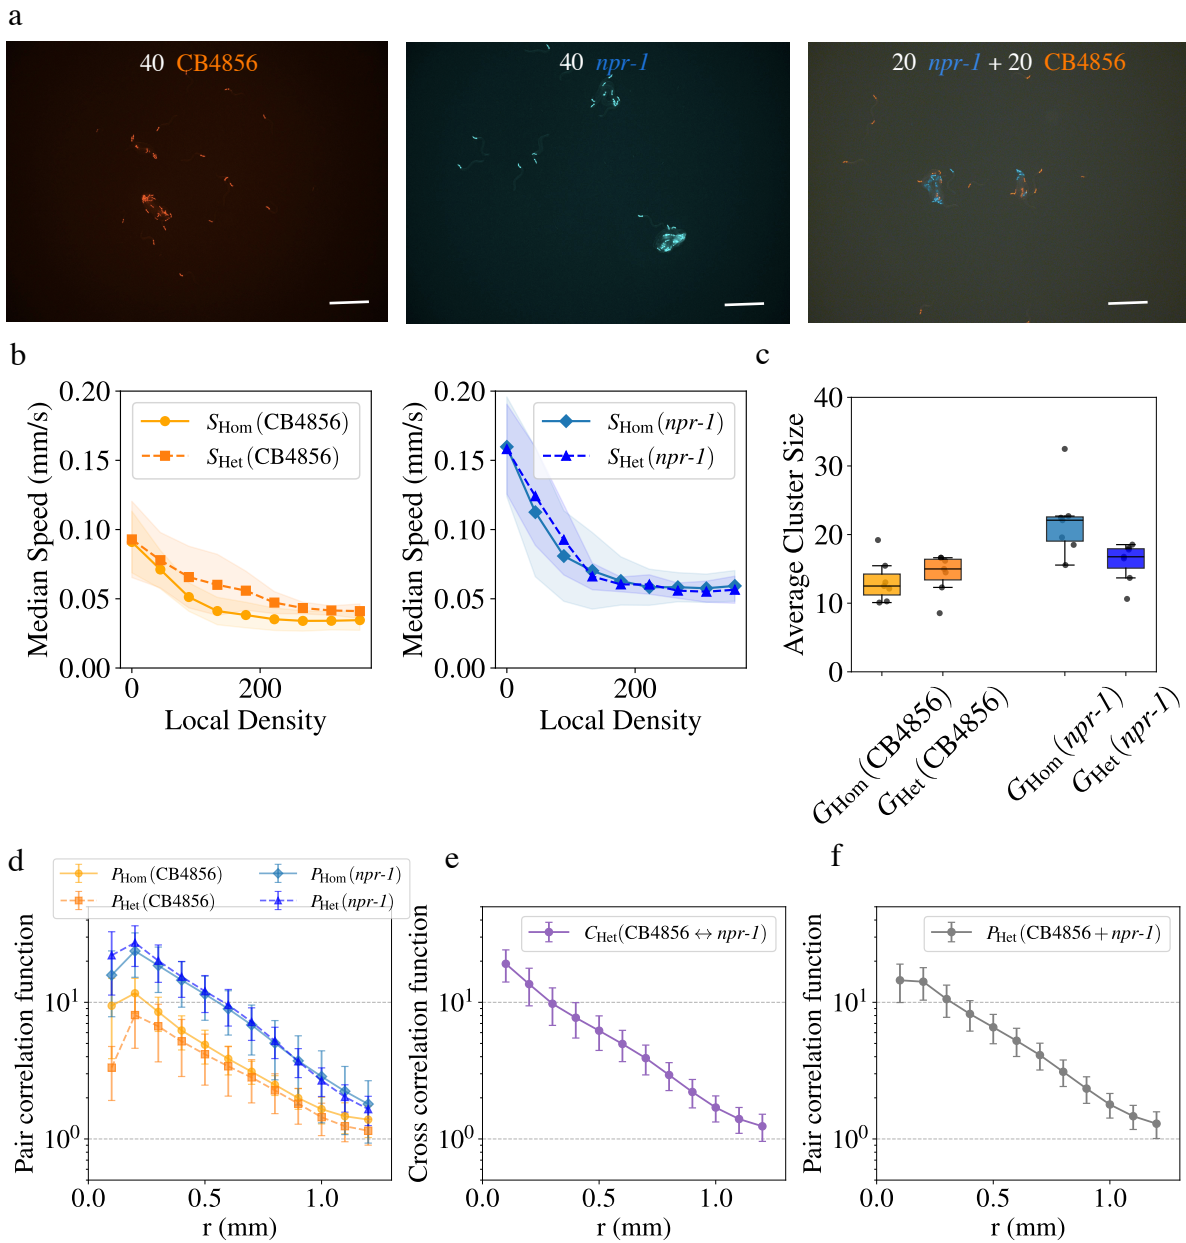 a
40 CB4856
40 npr-1
20 npr-1 + 20 CB4856
b
0.20
0.15
0.10
0.05
0.00
Median Speed (mm/s)
S_Hom(CB4856)
S_Het(CB4856)
0
200
Local Density
0.20
0.15
0.10
0.05
0.00
Median Speed (mm/s)
S_Hom(npr-1)
S_Het(npr-1)
0
200
Local Density
c
40
30
20
10
0
Average Cluster Size
G_Hom(CB4856)
G_Het(CB4856)
G_Hom(npr-1)
G_Het(npr-1)
d
P_Hom(CB4856)
P_Het(CB4856)
P_Hom(npr-1)
P_Het(npr-1)
Pair correlation function
10^1
10^0
0.0
0.5
1.0
r (mm)
e
C_Het(CB4856 ↔ npr-1)
Cross correlation function
10^1
10^0
0.0
0.5
1.0
r (mm)
f
P_Het(CB4856 + npr-1)
Pair correlation function
10^1
10^0
0.0
0.5
1.0
r (mm)